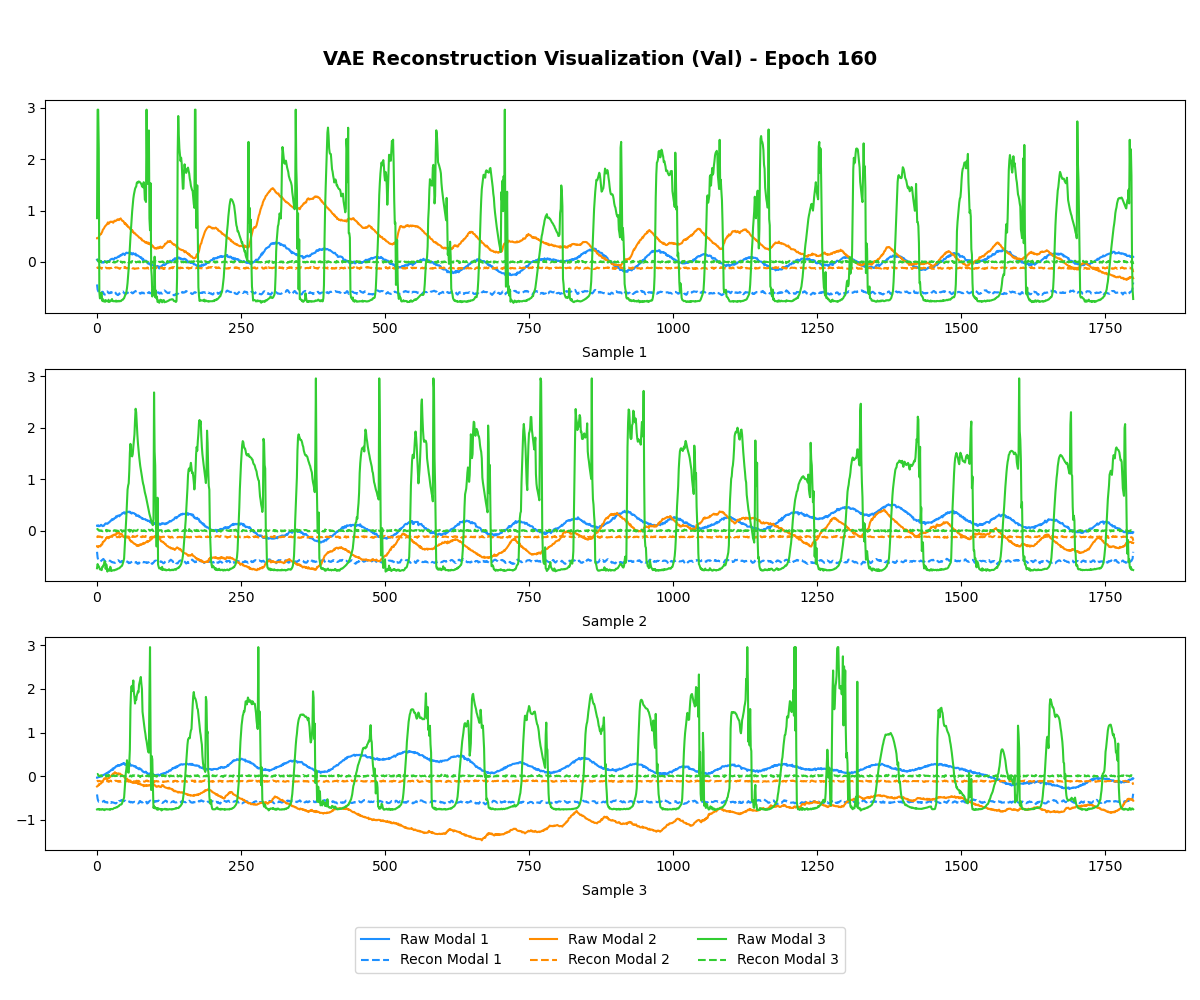 VAE Reconstruction Visualization (Val) - Epoch 160
3
2
1
0
0 250 500 750 1000 1250 1500 1750
Sample 1
3
2
1
0
0 250 500 750 1000 1250 1500 1750
Sample 2
3
2
1
0
−1
0 250 500 750 1000 1250 1500 1750
Sample 3
Raw Modal 1 Raw Modal 2 Raw Modal 3
Recon Modal 1 Recon Modal 2 Recon Modal 3